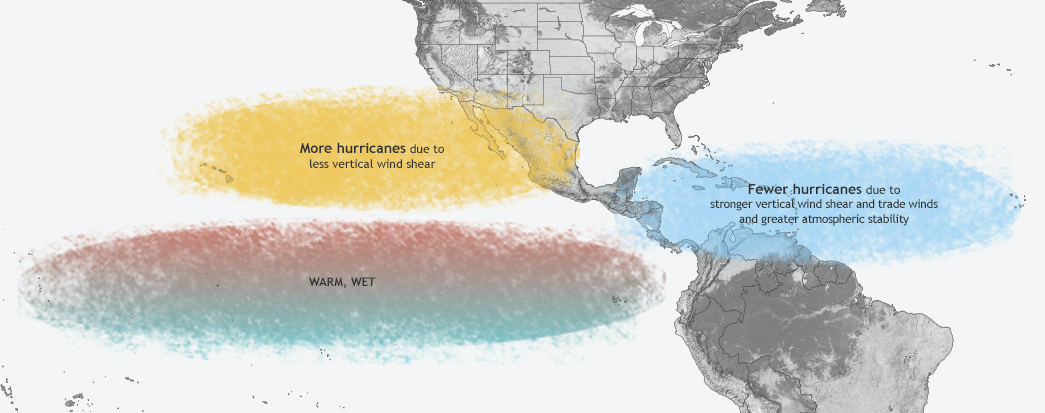 More hurricanes due to
less vertical wind shear
Fewer hurricanes due to
stronger vertical wind shear and trade winds
and greater atmospheric stability
WARM, WET